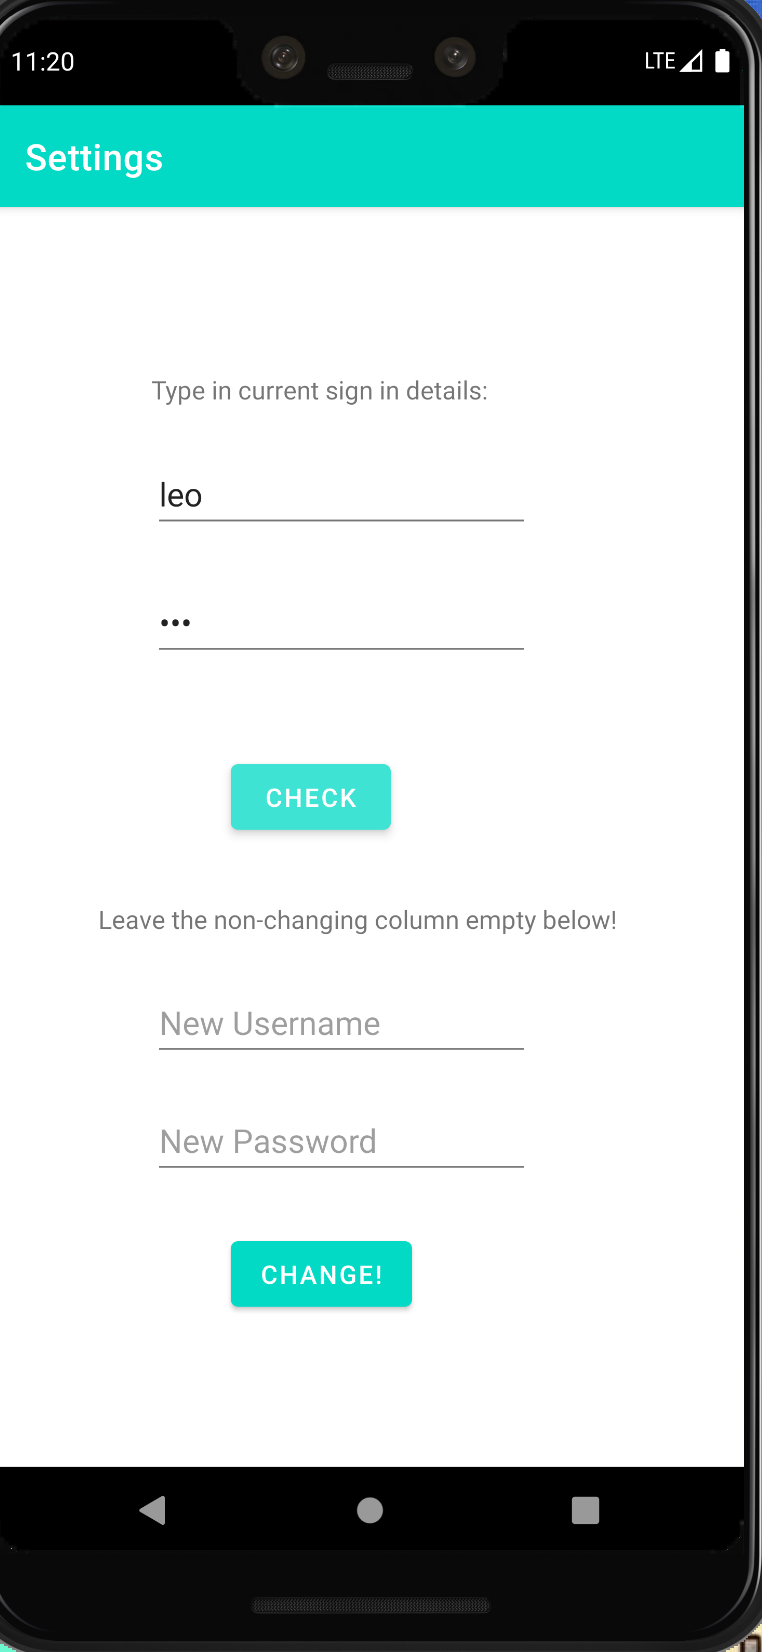 11:20 LTE
Settings
Type in current sign in details:
leo
•••
CHECK
Leave the non-changing column empty below!
New Username
New Password
CHANGE!